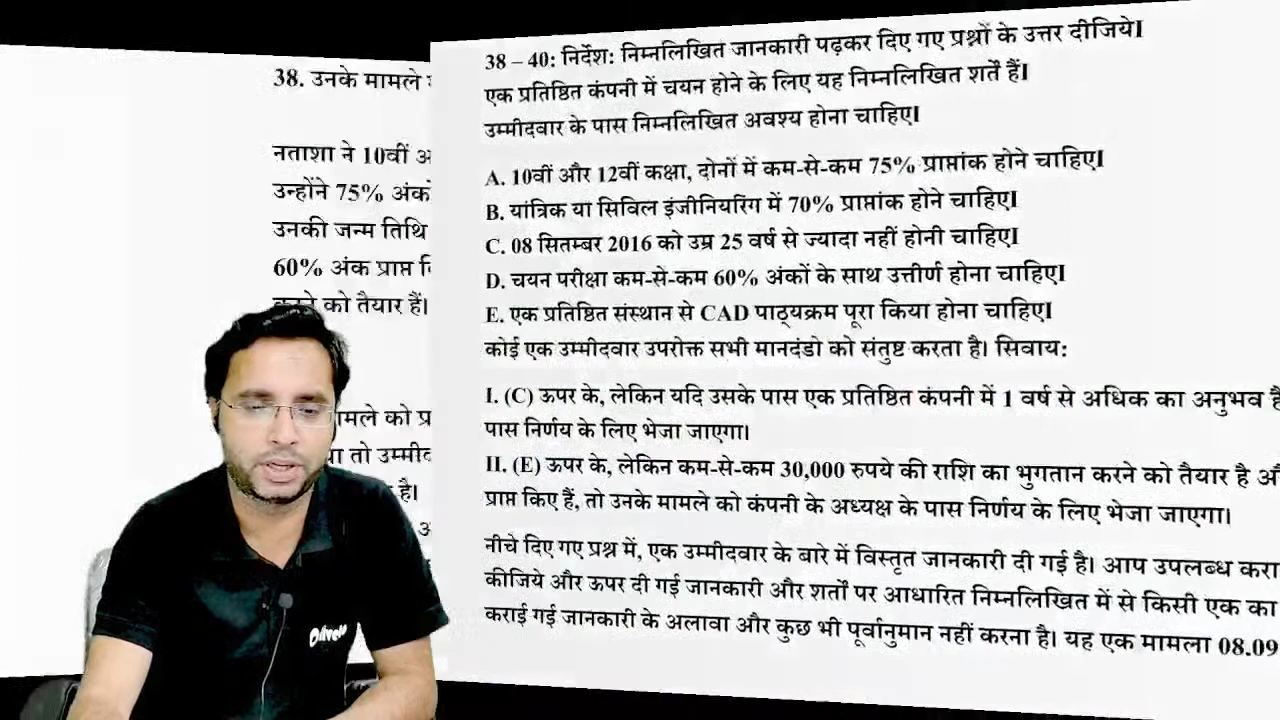 38. उनके मामले
नताशा ने 10वीं
उन्होंने 75%
उनकी जन्म तिथि
60% अंक प्राप्त
करने को तैयार हैं।
मामले को
तो
है।
38 – 40: निर्देश: निम्नलिखित जानकारी पढ़कर दिए गए प्रश्नों के उत्तर दीजिये।
एक प्रतिष्ठित कंपनी में चयन होने के लिए यह निम्नलिखित शर्तें हैं।
उम्मीदवार के पास निम्नलिखित अवश्य होना चाहिए।
A. 10वीं और 12वीं कक्षा, दोनों में कम-से-कम 75% प्राप्तांक होने चाहिए।
B. यांत्रिक या सिविल इंजीनियरिंग में 70% प्राप्तांक होने चाहिए।
C. 08 सितम्बर 2016 को उम्र 25 वर्ष से ज्यादा नहीं होनी चाहिए।
D. चयन परीक्षा कम-से-कम 60% अंकों के साथ उत्तीर्ण होना चाहिए।
E. एक प्रतिष्ठित संस्थान से CAD पाठ्यक्रम पूरा किया होना चाहिए।
कोई एक उम्मीदवार उपरोक्त सभी मानदंडो को संतुष्ट करता है। सिवाय:
I. (C) ऊपर के, लेकिन यदि उसके पास एक प्रतिष्ठित कंपनी में 1 वर्ष से अधिक का अनुभव
पास निर्णय के लिए भेजा जाएगा।
II. (E) ऊपर के, लेकिन कम-से-कम 30,000 रुपये की राशि का भुगतान करने को तैयार है
प्राप्त किए हैं, तो उनके मामले को कंपनी के अध्यक्ष के पास निर्णय के लिए भेजा जाएगा।
नीचे दिए गए प्रश्न में, एक उम्मीदवार के बारे में विस्तृत जानकारी दी गई है। आप उपलब्ध
कीजिये और ऊपर दी गई जानकारी और शर्तों पर आधारित निम्नलिखित में से किसी एक का
कराई गई जानकारी के अलावा और कुछ भी पूर्वानुमान नहीं करना है। यह एक मामला 08.09